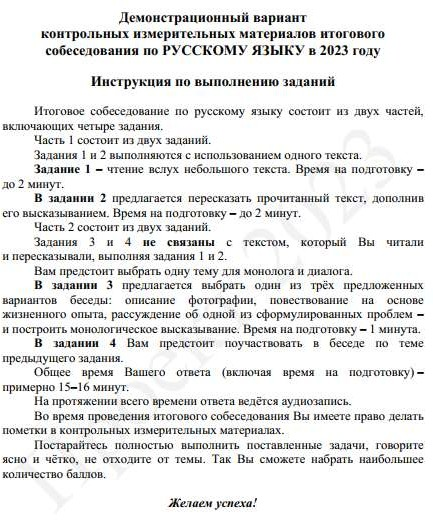 Демонстрационный вариант
контрольных измерительных материалов итогового
собеседования по РУССКОМУ ЯЗЫКУ в 2023 году
Инструкция по выполнению заданий
Итоговое собеседование по русскому языку состоит из двух частей,
включающих четыре задания.
Часть 1 состоит из двух заданий.
Задания 1 и 2 выполняются с использованием одного текста.
Задание 1 – чтение вслух небольшого текста. Время на подготовку –
до 2 минут.
В задании 2 предлагается пересказать прочитанный текст, дополнив
его высказыванием. Время на подготовку – до 2 минут.
Часть 2 состоит из двух заданий.
Задания 3 и 4 не связаны с текстом, который Вы читали
и пересказывали, выполняя задания 1 и 2.
Вам предстоит выбрать одну тему для монолога и диалога.
В задании 3 предлагается выбрать один из трёх предложенных
вариантов беседы: описание фотографии, повествование на основе
жизненного опыта, рассуждение об одной из сформулированных проблем –
и построить монологическое высказывание. Время на подготовку – 1 минута.
В задании 4 Вам предстоит поучаствовать в беседе по теме
предыдущего задания.
Общее время Вашего ответа (включая время на подготовку) –
примерно 15–16 минут.
На протяжении всего времени ответа ведётся аудиозапись.
Во время проведения итогового собеседования Вы имеете право делать
пометки в контрольных измерительных материалах.
Постарайтесь полностью выполнить поставленные задачи, говорите
ясно и чётко, не отходите от темы. Так Вы сможете набрать наибольшее
количество баллов.
Желаем успеха!